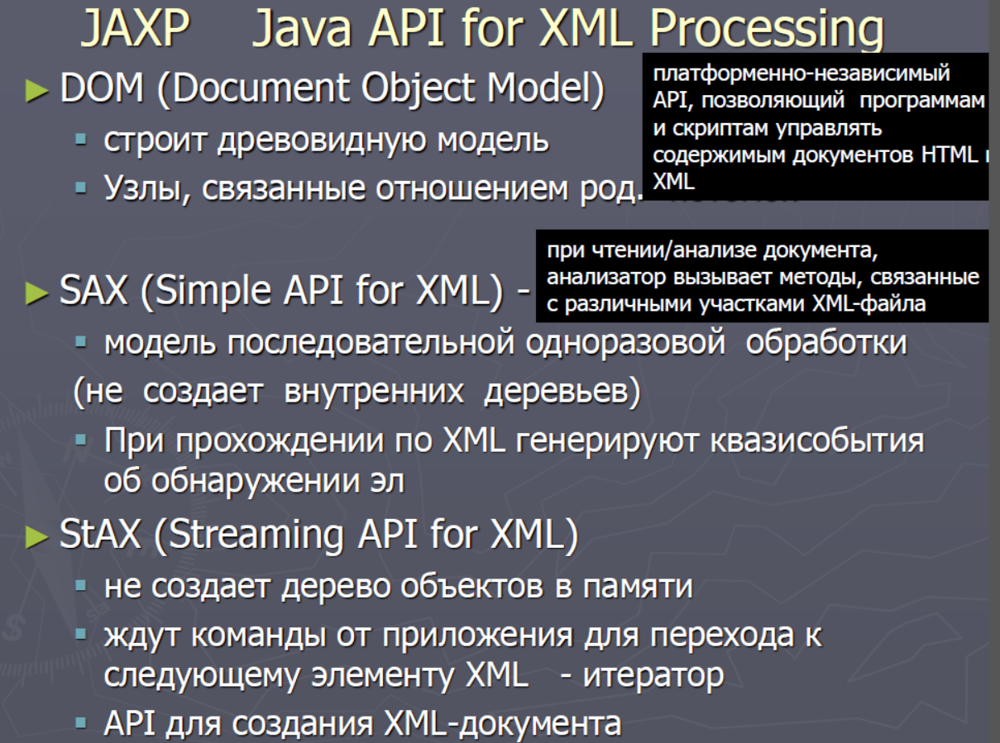 JAXP Java API for XML Processing
► DOM (Document Object Model)
платформенно-независимый
API, позволяющий программам
и скриптам управлять
содержимым документов HTML
XML
▪ строит древовидную модель
▪ Узлы, связанные отношением род.
► SAX (Simple API for XML) -
при чтении/анализе документа,
анализатор вызывает методы, связанные
с различными участками XML-файла
▪ модель последовательной одноразовой обработки
(не создает внутренних деревьев)
▪ При прохождении по XML генерируют квазисобытия
об обнаружении эл
► StAX (Streaming API for XML)
▪ не создает дерево объектов в памяти
▪ ждут команды от приложения для перехода к
следующему элементу XML - итератор
▪ API для создания XML-документа